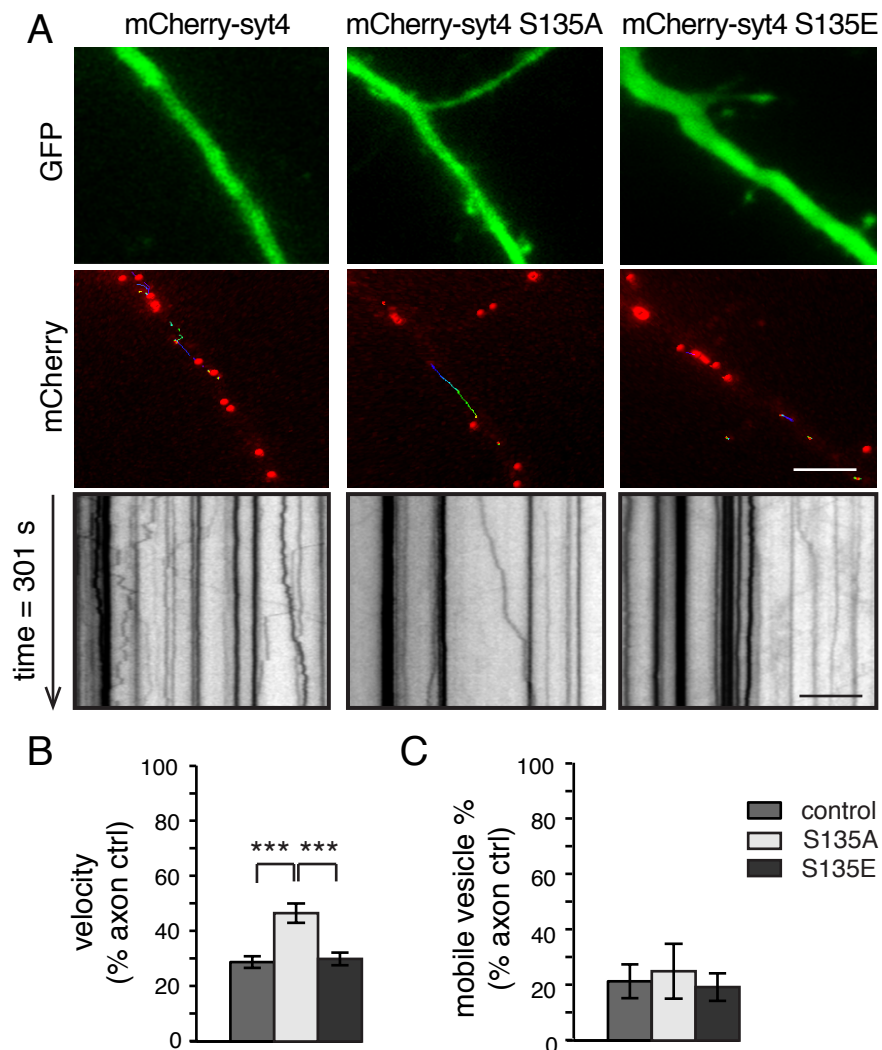 A
mCherry-syt4
mCherry-syt4 S135A
mCherry-syt4 S135E
GFP
mCherry
time = 301 s
B
velocity
(% axon ctrl)
100
80
60
40
20
0
*** ***
C
mobile vesicle %
(% axon ctrl)
100
80
60
40
20
0
control
S135A
S135E